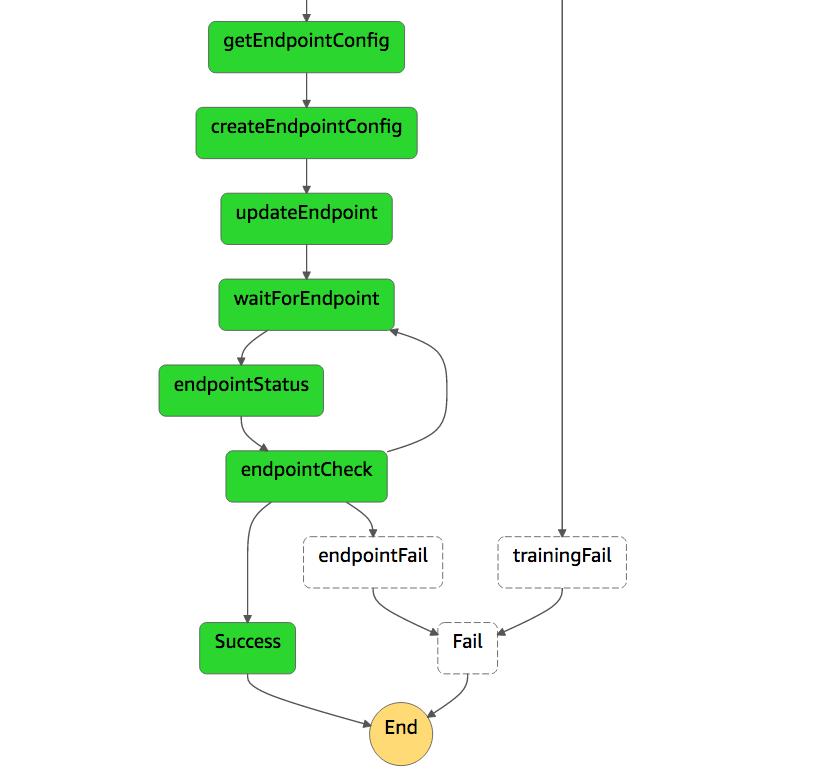 getEndpointConfig
createEndpointConfig
updateEndpoint
waitForEndpoint
endpointStatus
endpointCheck
endpointFail
trainingFail
Success
Fail
End